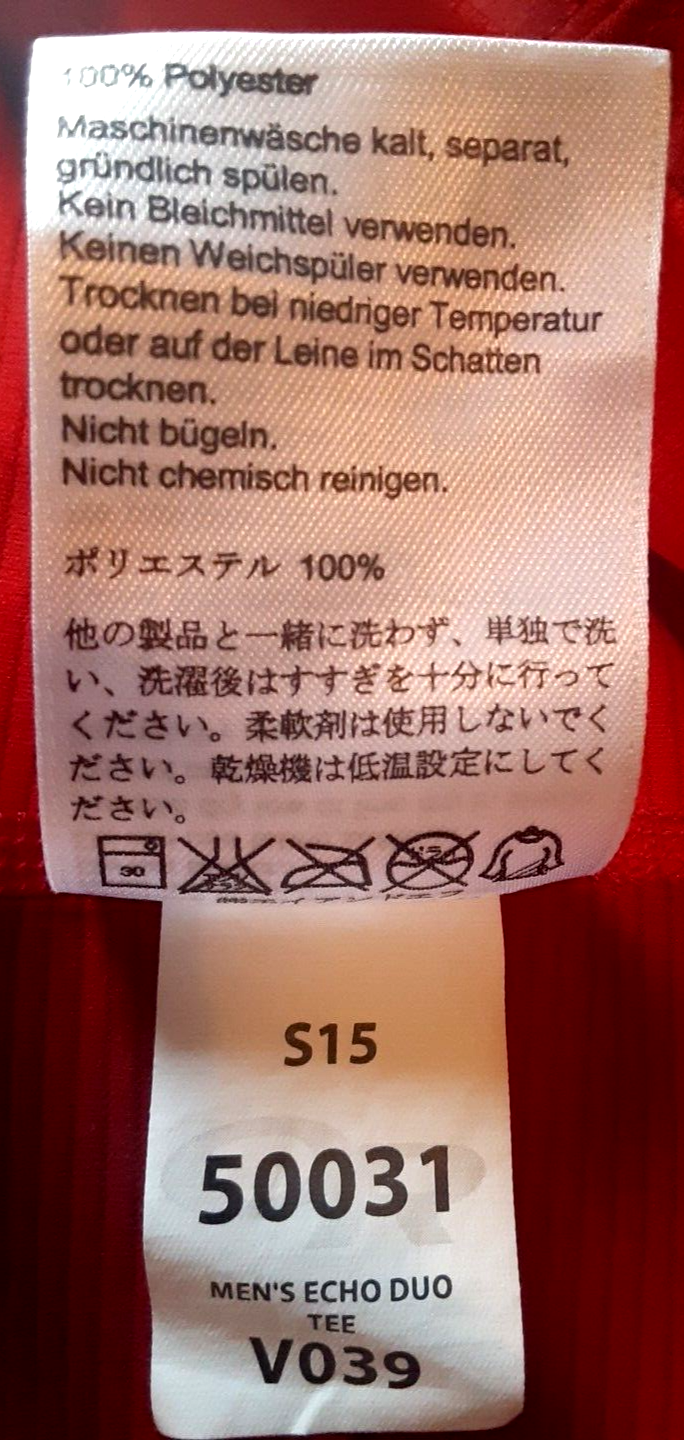 100% Polyester
Maschinenwäsche kalt, separat,
gründlich spülen.
Kein Bleichmittel verwenden.
Keinen Weichspüler verwenden.
Trocknen bei niedriger Temperatur
oder auf der Leine im Schatten
trocknen.
Nicht bügeln.
Nicht chemisch reinigen.
ポリエステル 100%
他の製品と一緒に洗わず、単独で洗
い、洗濯後はすすぎを十分に行って
ください。柔軟剤は使用しないでく
ださい。乾燥機は低温設定にしてく
ださい。
30
S15
50031
MEN'S ECHO DUO
TEE
V039